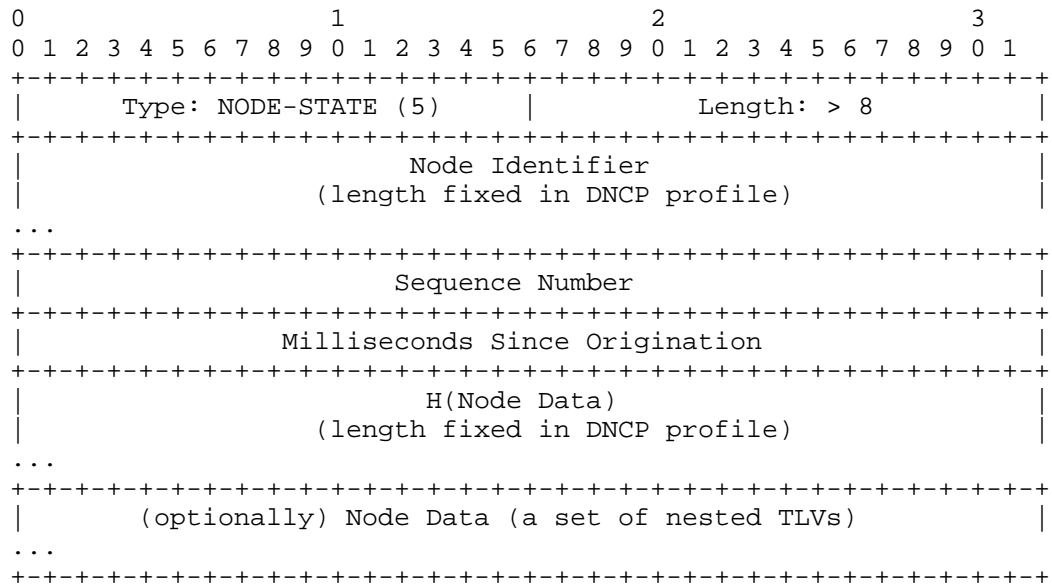 0                   1                   2                   3
0 1 2 3 4 5 6 7 8 9 0 1 2 3 4 5 6 7 8 9 0 1 2 3 4 5 6 7 8 9 0 1
+-+-+-+-+-+-+-+-+-+-+-+-+-+-+-+-+-+-+-+-+-+-+-+-+-+-+-+-+-+-+-+-+
|      Type: NODE-STATE (5)     |          Length: > 8          |
+-+-+-+-+-+-+-+-+-+-+-+-+-+-+-+-+-+-+-+-+-+-+-+-+-+-+-+-+-+-+-+-+
|                        Node Identifier                        |
|                  (length fixed in DNCP profile)               |
...
+-+-+-+-+-+-+-+-+-+-+-+-+-+-+-+-+-+-+-+-+-+-+-+-+-+-+-+-+-+-+-+-+
|                       Sequence Number                         |
+-+-+-+-+-+-+-+-+-+-+-+-+-+-+-+-+-+-+-+-+-+-+-+-+-+-+-+-+-+-+-+-+
|                Milliseconds Since Origination                 |
+-+-+-+-+-+-+-+-+-+-+-+-+-+-+-+-+-+-+-+-+-+-+-+-+-+-+-+-+-+-+-+-+
|                         H(Node Data)                          |
|                  (length fixed in DNCP profile)               |
...
+-+-+-+-+-+-+-+-+-+-+-+-+-+-+-+-+-+-+-+-+-+-+-+-+-+-+-+-+-+-+-+-+
|       (optionally) Node Data (a set of nested TLVs)           |
...
+-+-+-+-+-+-+-+-+-+-+-+-+-+-+-+-+-+-+-+-+-+-+-+-+-+-+-+-+-+-+-+-+